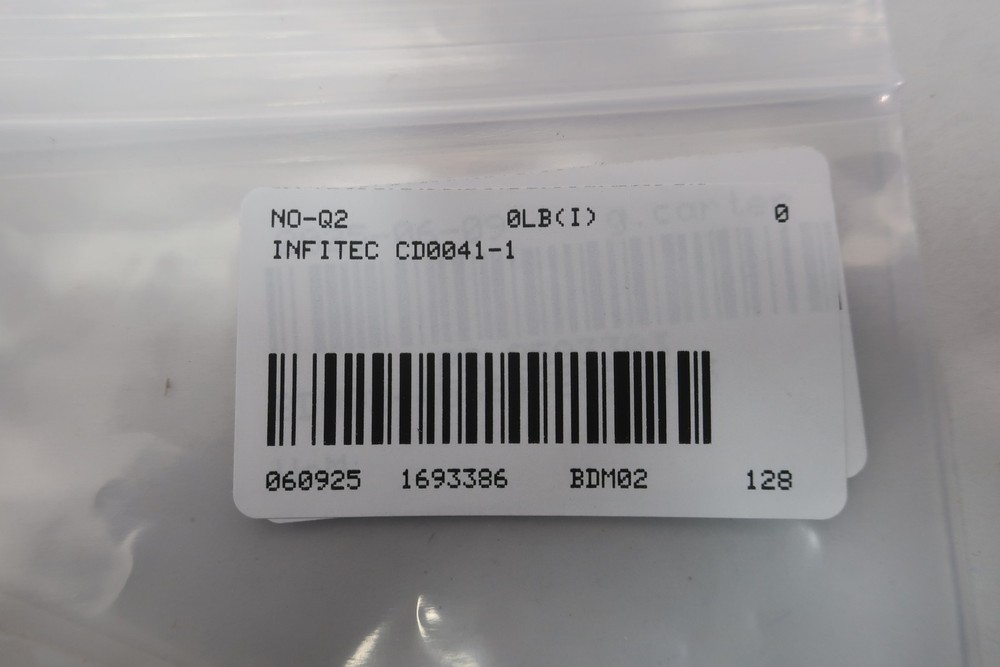 NO-Q2 0LB(I) 0
INFITEC CD0041-1
060925 1693386 BDM02 128